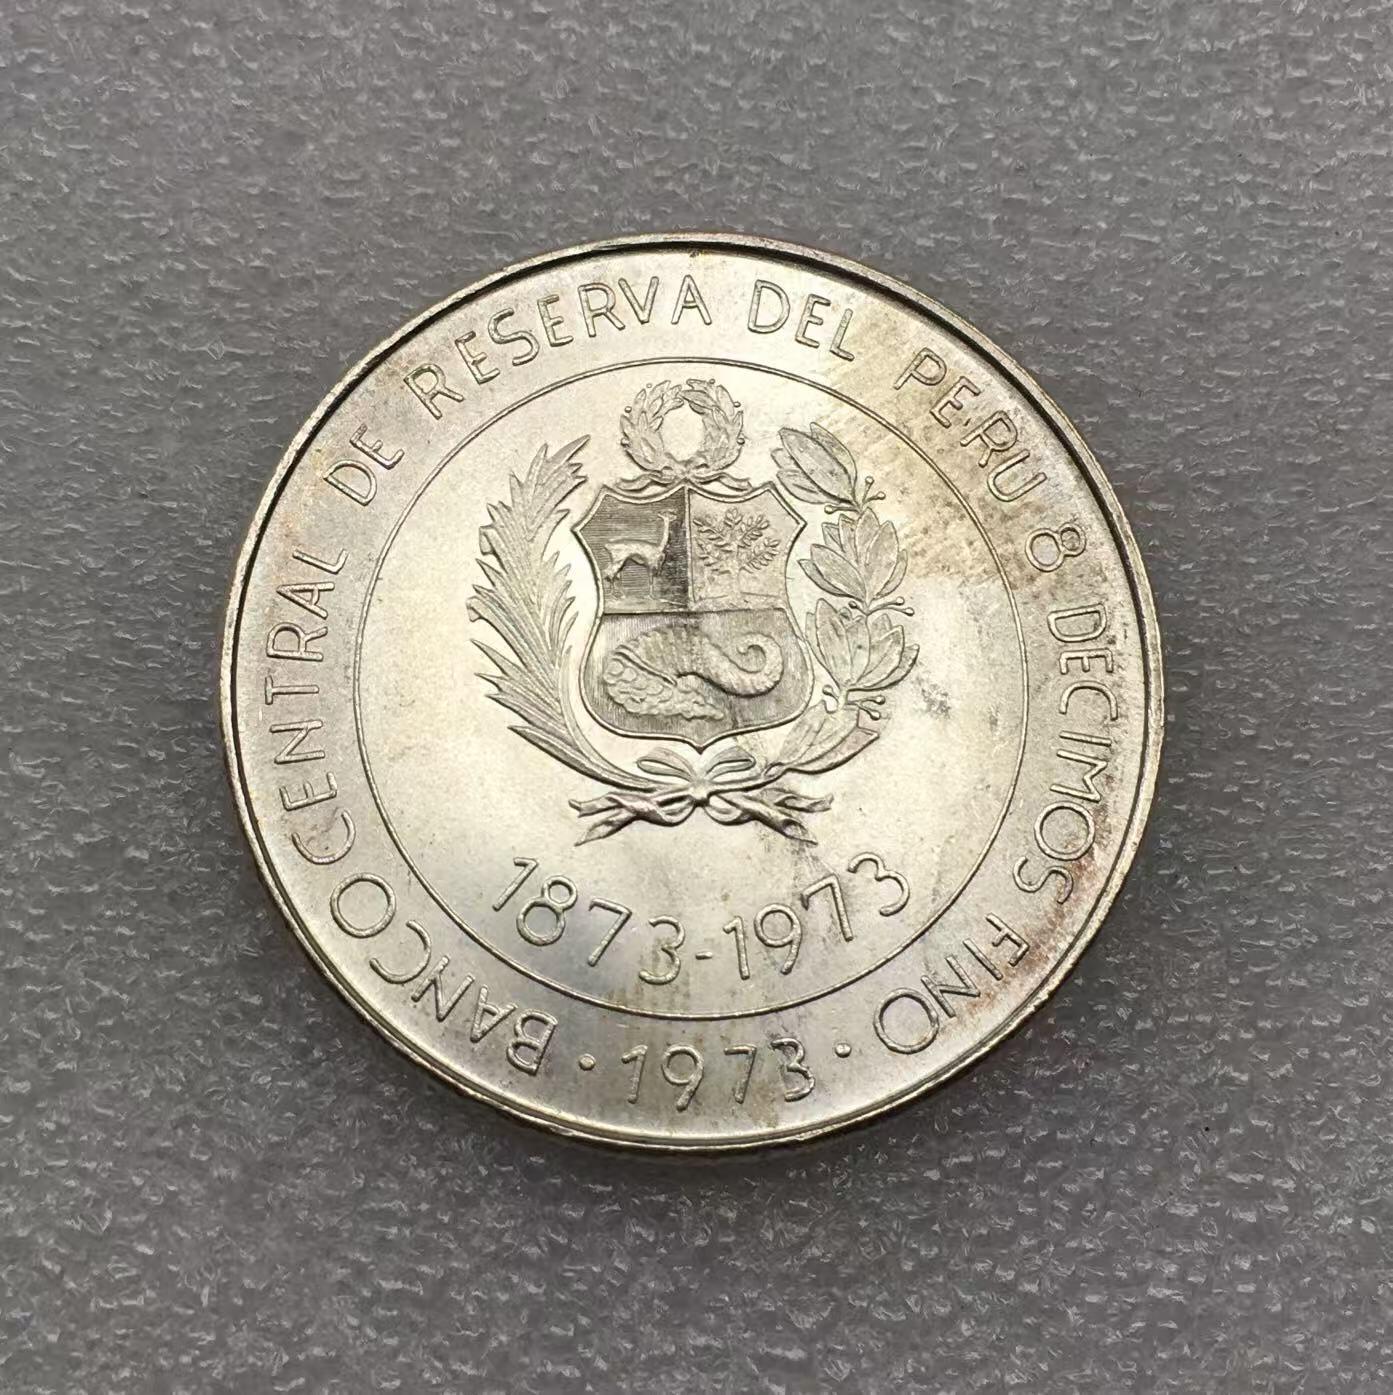 BANCO CENTRAL DE RESERVA DEL PERU 8 DECIMOS FINO
1873-1973
· 1973 ·